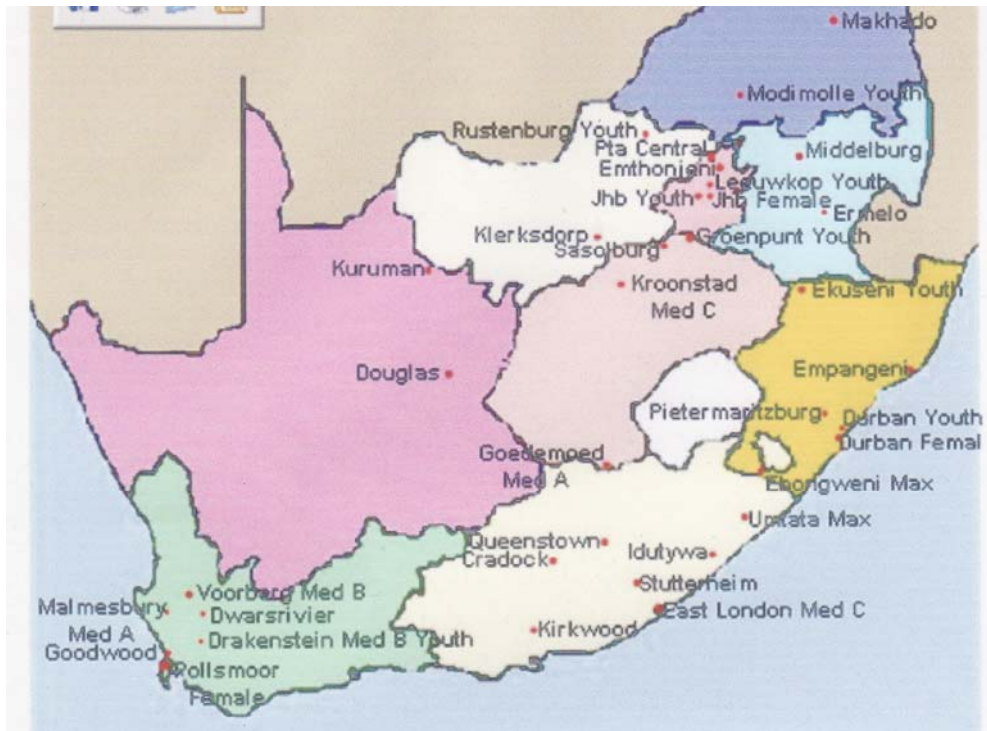 Makhado
Modimolle Youth
Rustenburg Youth
Pta Central
Middelburg
Emthonjeni
Leeuwkop Youth
Jhb Youth
Jhb Female
Ermelo
Klerksdorp
Groenpunt Youth
Sasolburg
Kuruman
Kroonstad
Med C
Ekuseni Youth
Douglas
Empangeni
Pietermaritzburg
Durban Youth
Durban Femal
Goedemoed
Med A
Ebongweni Max
Umtata Max
Queenstown
Idutywa
Cradock
Stutterheim
Voorberg Med B
Malmesbury
Med A
Dwarsrivier
East London Med C
Kirkwood
Drakenstein Med B Youth
Goodwood
Pollsmoor
Female